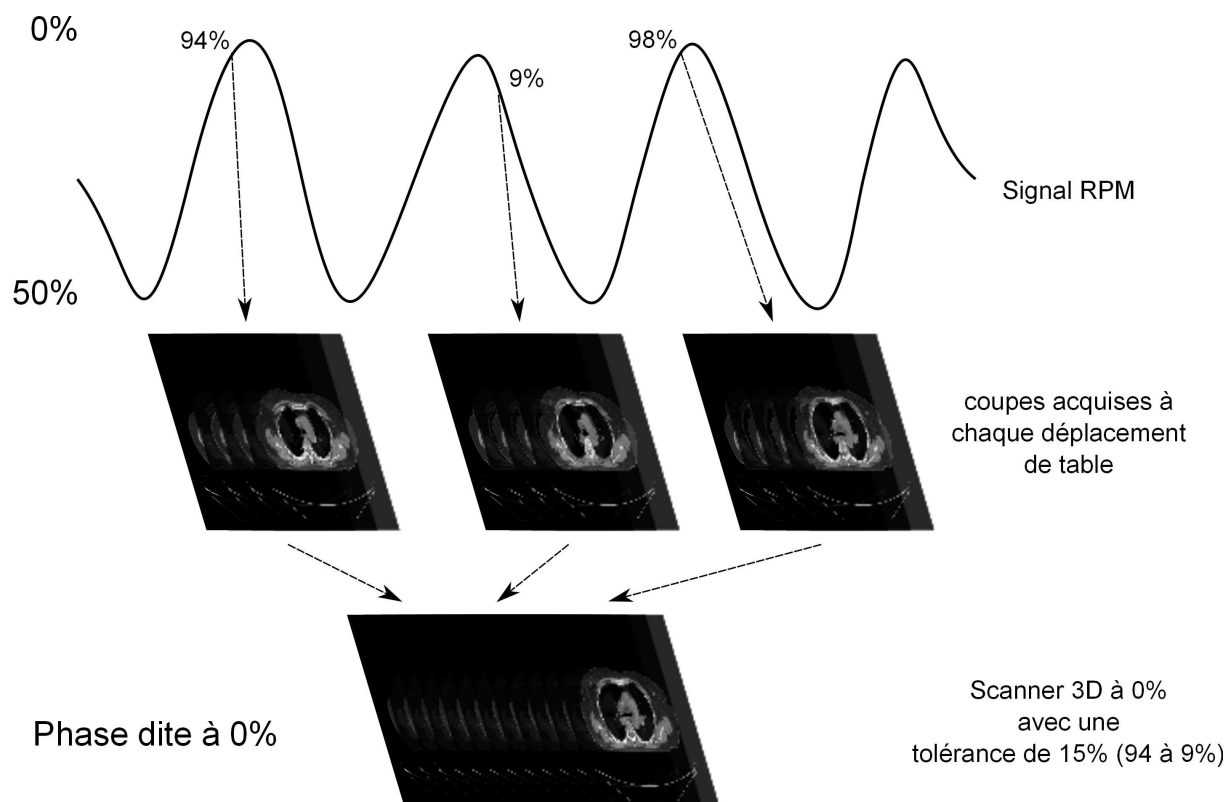 0%
94%
9%
98%
Signal RPM
50%
coupes acquises à
chaque déplacement
de table
Phase dite à 0%
Scanner 3D à 0%
avec une
tolérance de 15% (94 à 9%)